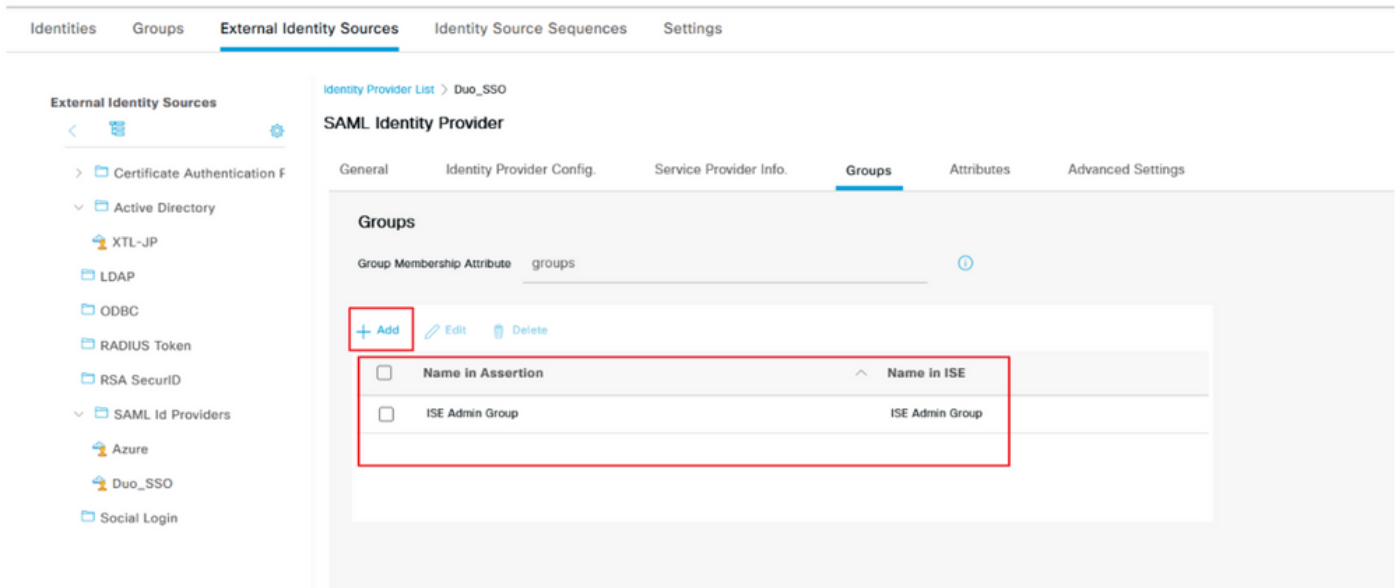 Identities Groups External Identity Sources Identity Source Sequences Settings
External Identity Sources
Certificate Authentication F
Active Directory
XTL-JP
LDAP
ODBC
RADIUS Token
RSA SecurID
SAML Id Providers
Azure
Duo_SSO
Social Login
Identity Provider List > Duo_SSO
SAML Identity Provider
General Identity Provider Config. Service Provider Info. Groups Attributes Advanced Settings
Groups
Group Membership Attribute groups
+ Add Edit Delete
Name in Assertion Name in ISE
ISE Admin Group ISE Admin Group